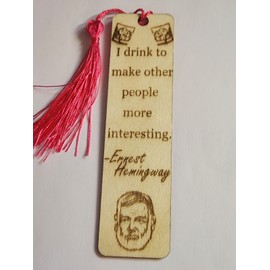 I drink to
make other
people
more
interesting.
-Ernest
Hemingway